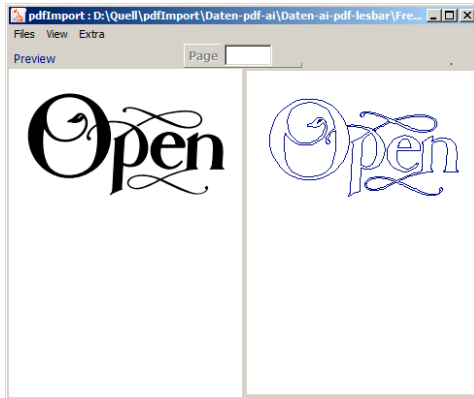 pdfImport : D:\Quell\pdfImport\Daten-pdf-ai\Daten-ai-pdf-lesbar\Fre...
Files View Extra
Preview
Page
Open
Open